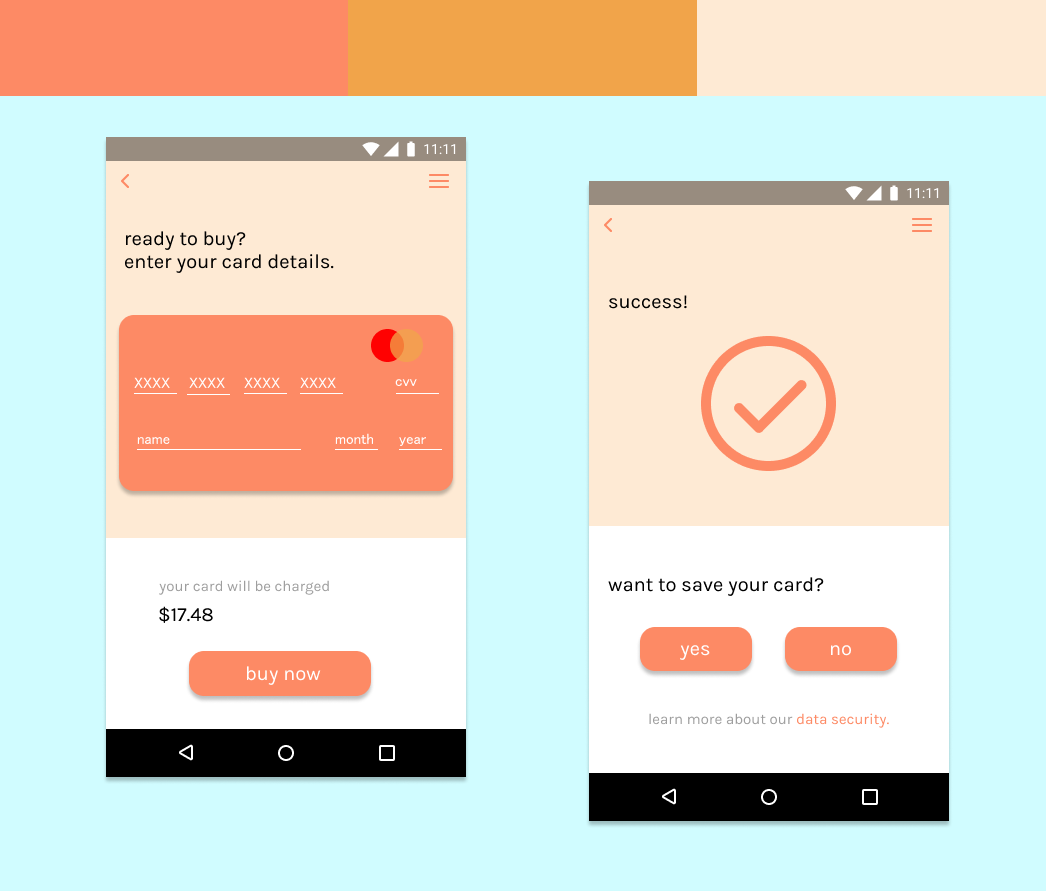 11:11
ready to buy?
enter your card details.
XXXX XXXX XXXX XXXX cvv
name month year
your card will be charged
$17.48
buy now
11:11
success!
want to save your card?
yes no
learn more about our data security.